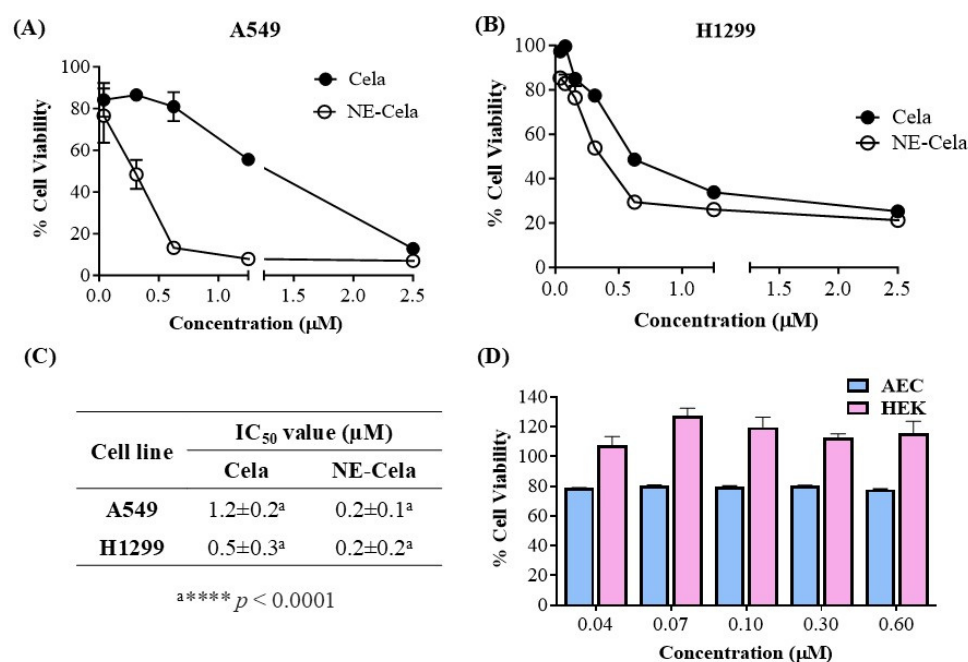 (A)
A549
Cela
NE-Cela
% Cell Viability
100
80
60
40
20
0
0.0 0.5 1.0 1.5 2.0 2.5
Concentration (µM)
(B)
H1299
Cela
NE-Cela
% Cell Viability
100
80
60
40
20
0
0.0 0.5 1.0 1.5 2.0 2.5
Concentration (µM)
(C)
Cell line IC50 value (µM)
Cela NE-Cela
A549 1.2±0.2ᵃ 0.2±0.1ᵃ
H1299 0.5±0.3ᵃ 0.2±0.2ᵃ
ᵃ**** p < 0.0001
(D)
AEC
HEK
% Cell Viability
140
120
100
80
60
40
20
0
0.04 0.07 0.10 0.30 0.60
Concentration (µM)